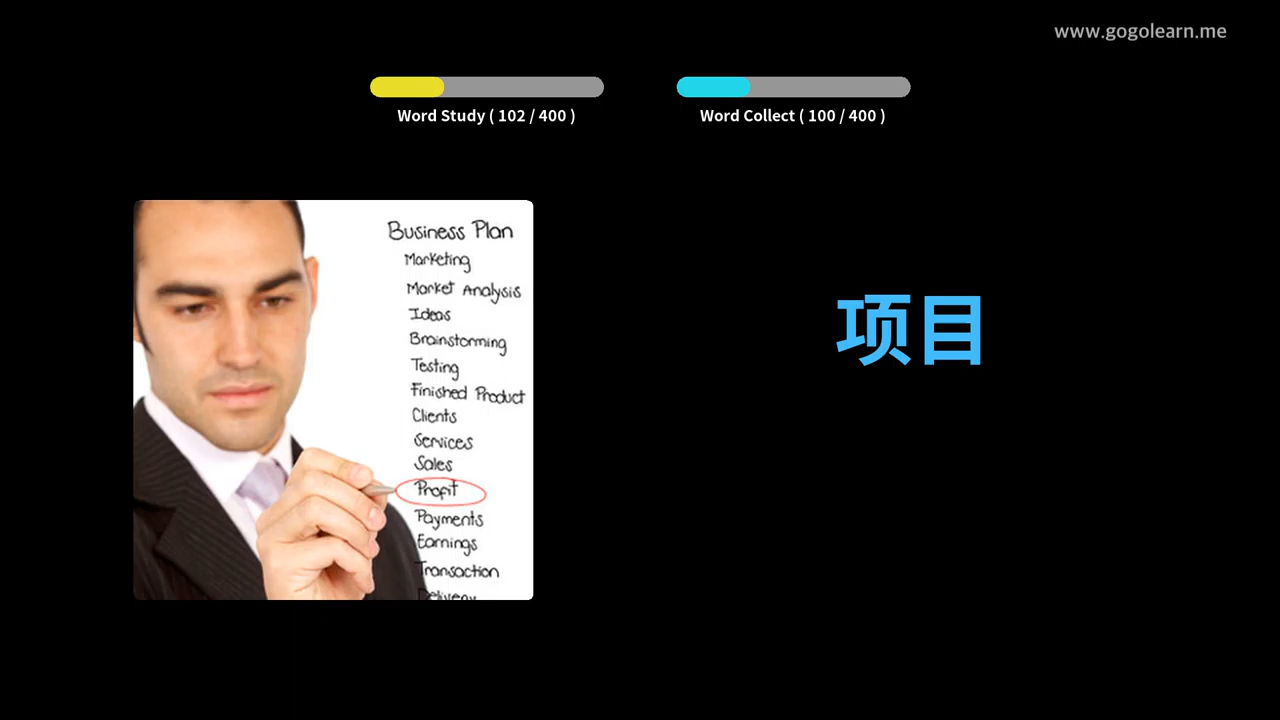 www.gogolearn.me
Word Study ( 102 / 400 )
Word Collect ( 100 / 400 )
Business Plan
Marketing
Market Analysis
Ideas
Brainstorming
Testing
Finished Product
Clients
Services
Sales
Profit
Payments
Earnings
Transaction
Delivery
项目